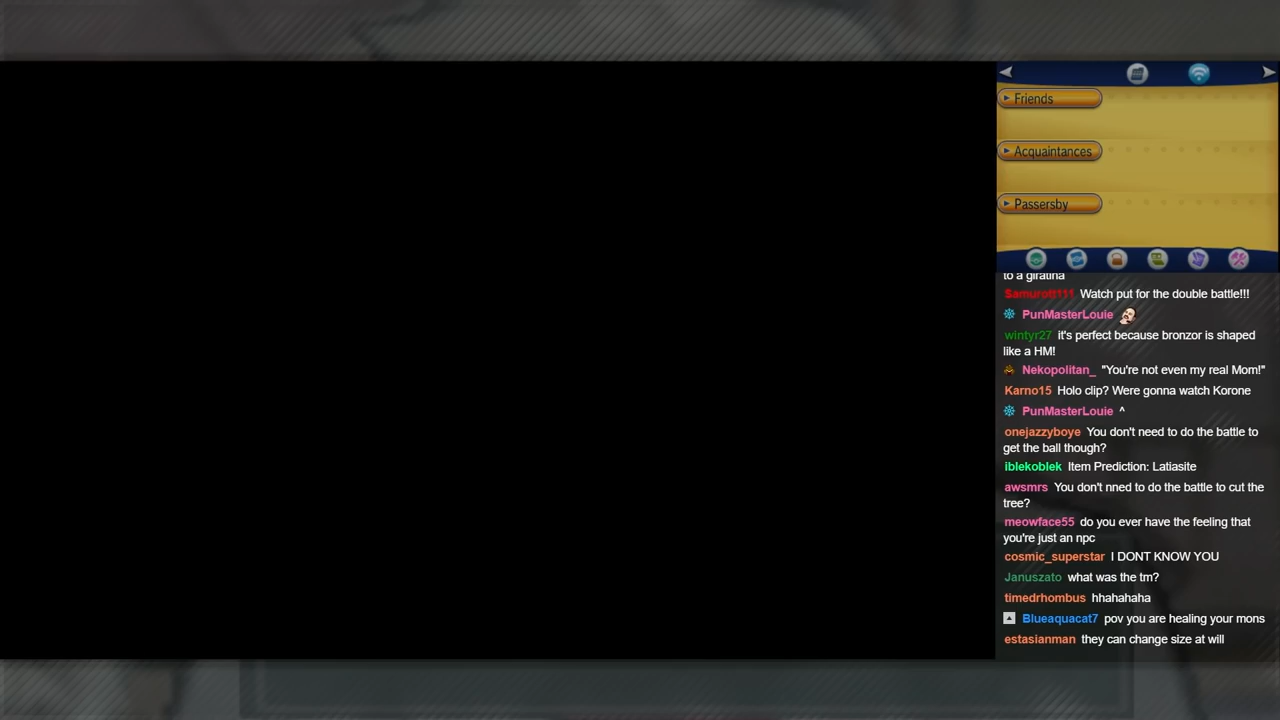 Friends
Acquaintances
Passersby
to a giratina
Samurott111 Watch put for the double battle!!!
PunMasterLouie
wintyr27 it's perfect because bronzor is shaped
like a HM!
Nekopolitan_ "You're not even my real Mom!"
Karno15 Holo clip? Were gonna watch Korone
PunMasterLouie ^
onejazzyboye You don't need to do the battle to
get the ball though?
iblekoblek Item Prediction: Latiasite
awsmrs You don't nned to do the battle to cut the
tree?
meowface55 do you ever have the feeling that
you're just an npc
cosmic_superstar I DONT KNOW YOU
Januszato what was the tm?
timedrhombus hhahahaha
Blueaquacat7 pov you are healing your mons
estasianman they can change size at will